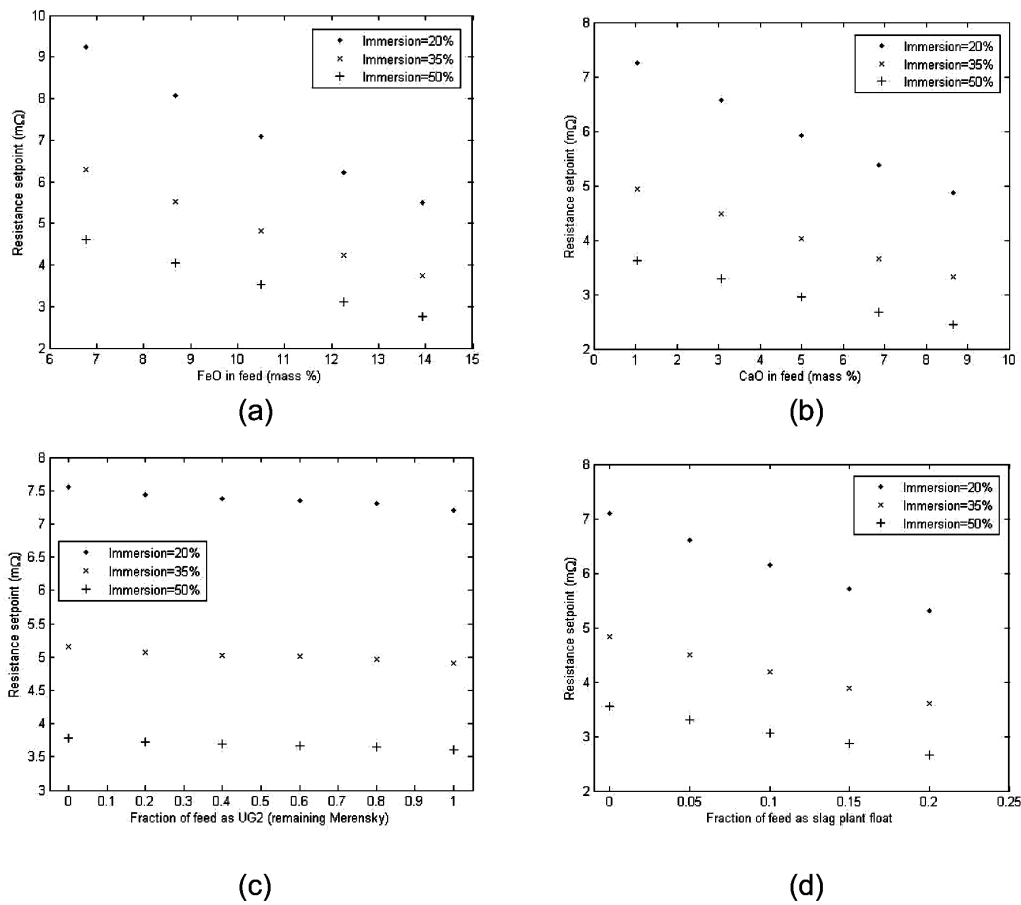 10
9
8
7
6
5
4
3
2
Resistance setpoint (mΩ)
Immersion=20%
Immersion=35%
Immersion=50%
6 7 8 9 10 11 12 13 14 15
FeO in feed (mass %)
(a)
8
7
6
5
4
3
2
Resistance setpoint (mΩ)
Immersion=20%
Immersion=35%
Immersion=50%
0 1 2 3 4 5 6 7 8 9 10
CaO in feed (mass %)
(b)
8
7.5
7
6.5
6
5.5
5
4.5
4
3.5
3
Resistance setpoint (mΩ)
Immersion=20%
Immersion=35%
Immersion=50%
0 0.1 0.2 0.3 0.4 0.5 0.6 0.7 0.8 0.9 1
Fraction of feed as UG2 (remaining Merensky)
(c)
8
7
6
5
4
3
2
Resistance setpoint (mΩ)
Immersion=20%
Immersion=35%
Immersion=50%
0 0.05 0.1 0.15 0.2 0.25
Fraction of feed as slag plant float
(d)